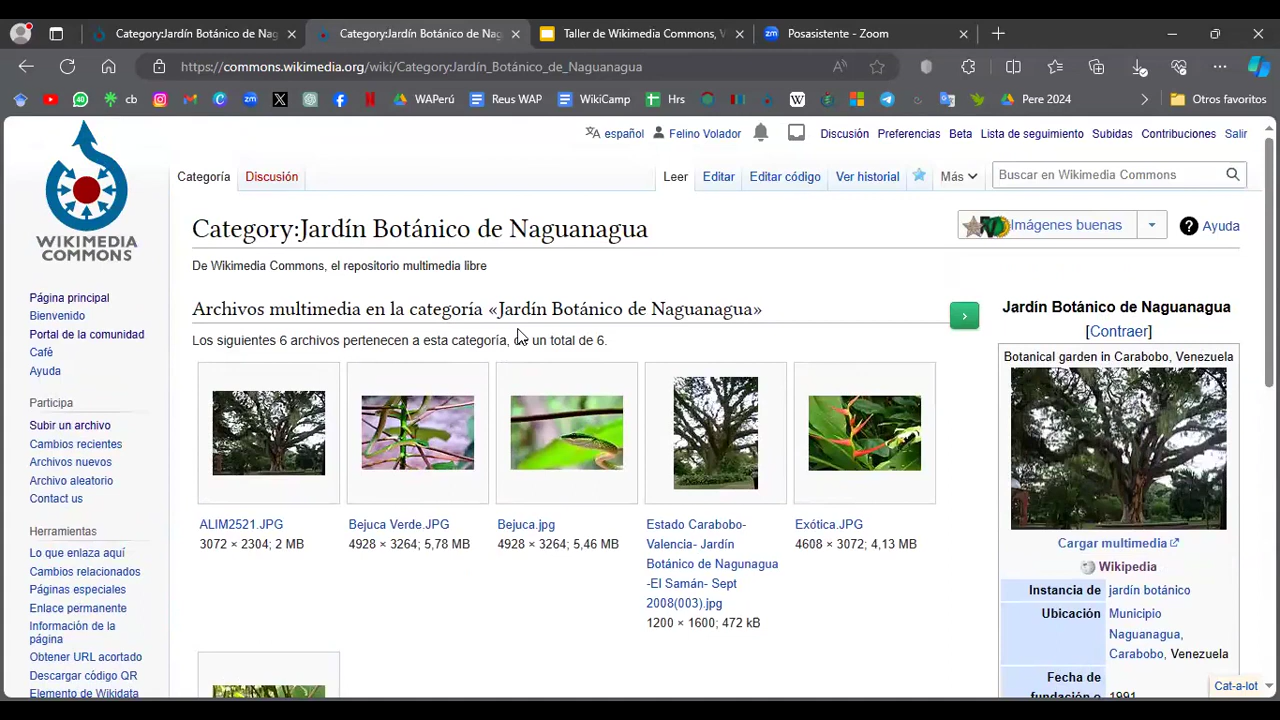 Category:Jardín Botánico de Nag
Category:Jardín Botánico de Nag
Taller de Wikimedia Commons, V
Posasistente - Zoom
https://commons.wikimedia.org/wiki/Category:Jardín_Botánico_de_Naguanagua
cb
WAPerú
Reus WAP
WikiCamp
Hrs
Pere 2024
Otros favoritos
español
Felino Volador
Discusión
Preferencias
Beta
Lista de seguimiento
Subidas
Contribuciones
Salir
Categoría
Discusión
Leer
Editar
Editar código
Ver historial
Más
Buscar en Wikimedia Commons
WIKIMEDIA
COMMONS
Category:Jardín Botánico de Naguanagua
Imágenes buenas
Ayuda
De Wikimedia Commons, el repositorio multimedia libre
Página principal
Bienvenido
Portal de la comunidad
Café
Ayuda
Participa
Subir un archivo
Cambios recientes
Archivos nuevos
Archivo aleatorio
Contact us
Herramientas
Lo que enlaza aquí
Cambios relacionados
Páginas especiales
Enlace permanente
Información de la
página
Obtener URL acortado
Descargar código QR
Elemento de Wikidata
Archivos multimedia en la categoría «Jardín Botánico de Naguanagua»
Los siguientes 6 archivos pertenecen a esta categoría, de un total de 6.
ALIM2521.JPG
3072 × 2304; 2 MB
Bejuca Verde.JPG
4928 × 3264; 5,78 MB
Bejuca.jpg
4928 × 3264; 5,46 MB
Estado Carabobo-
Valencia- Jardín
Botánico de Nagunagua
-El Samán- Sept
2008(003).jpg
1200 × 1600; 472 kB
Exótica.JPG
4608 × 3072; 4,13 MB
Jardín Botánico de Naguanagua
[Contraer]
Botanical garden in Carabobo, Venezuela
Cargar multimedia
Wikipedia
Instancia de jardín botánico
Ubicación Municipio
Naguanagua,
Carabobo, Venezuela
Fecha de
fundación o 1991
Cat-a-lot